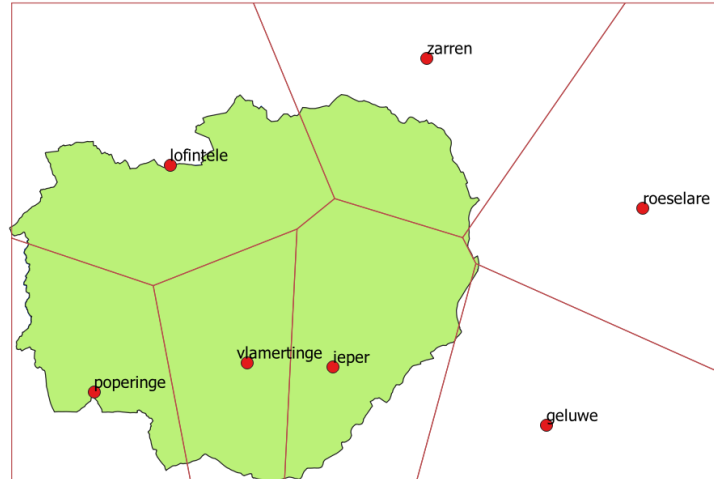 zarren
lofintele
roeselare
vlamertinge
ieper
poperinge
geluwe